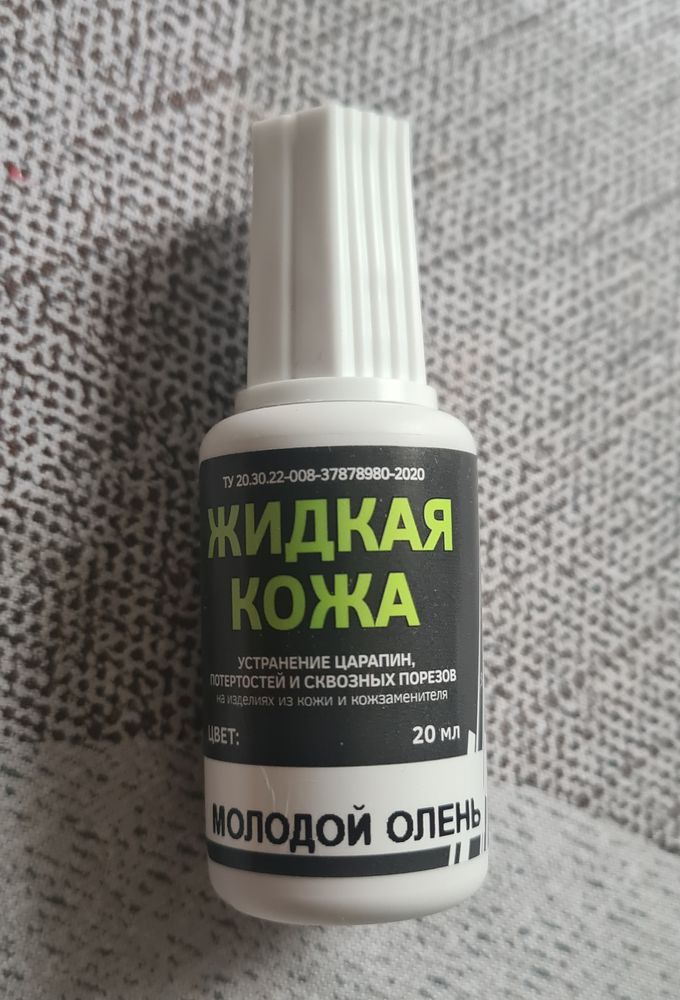 ТУ 20.30.22-008-37878980-2020
ЖИДКАЯ
КОЖА
УСТРАНЕНИЕ ЦАРАПИН,
ПОТЕРТОСТЕЙ И СКВОЗНЫХ ПОРЕЗОВ
на изделиях из кожи и кожзаменителя
ЦВЕТ: 20 мл
МОЛОДОЙ ОЛЕНЬ